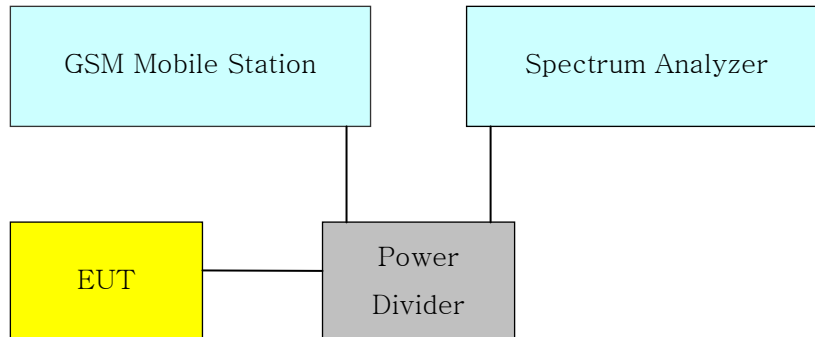 GSM Mobile Station
Spectrum Analyzer
EUT
Power
Divider